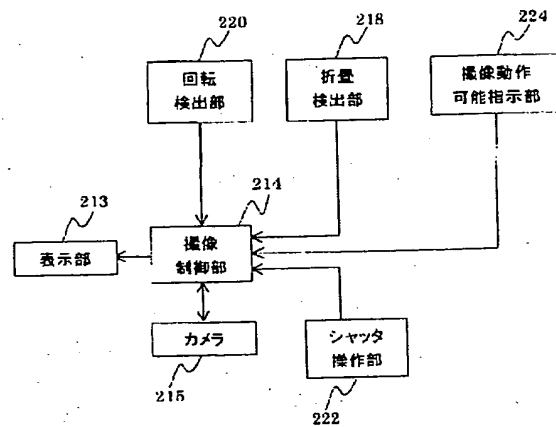 220
218
224
回転
検出部
折畳
検出部
撮像動作
可能指示部
214
213
撮像
制御部
表示部
カメラ
シャッタ
操作部
215
222